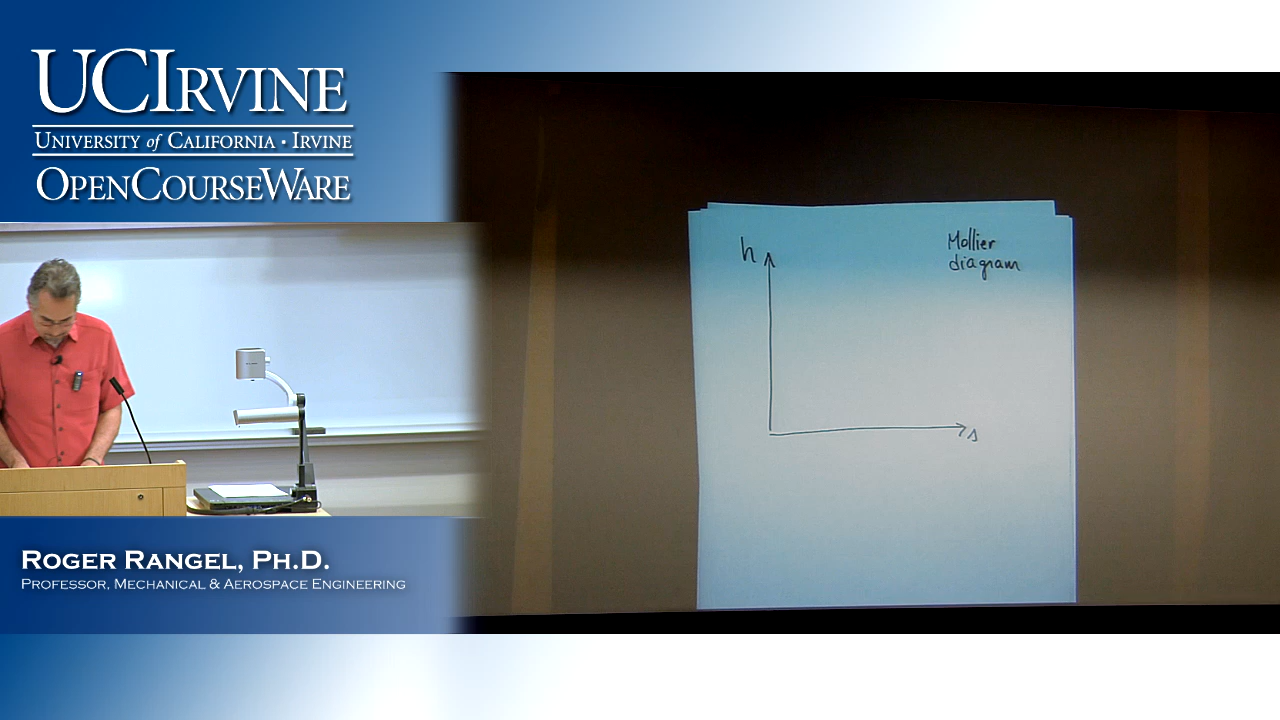 UCIRVINE
UNIVERSITY of CALIFORNIA · IRVINE
OPENCOURSEWARE
h
Mollier
diagram
s
ROGER RANGEL, PH.D.
PROFESSOR, MECHANICAL & AEROSPACE ENGINEERING